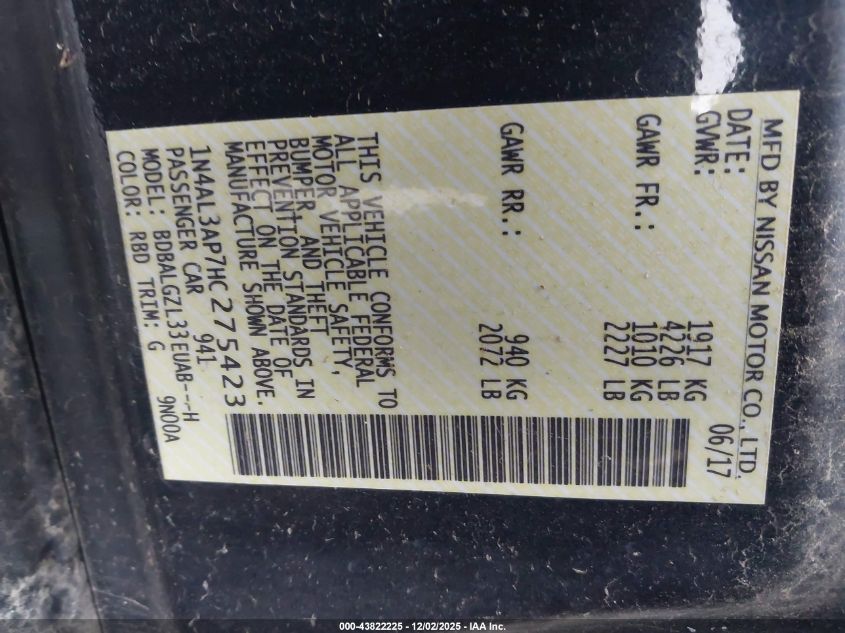 MFD BY NISSAN MOTOR CO., LTD.
DATE: 06/17
GVWR: 1917 KG
4226 LB
GAWR FR.: 1010 KG
2227 LB
GAWR RR.: 940 KG
2072 LB
THIS VEHICLE CONFORMS TO
ALL APPLICABLE FEDERAL
MOTOR VEHICLE SAFETY,
BUMPER, AND THEFT
PREVENTION STANDARDS IN
EFFECT ON THE DATE OF
MANUFACTURE SHOWN ABOVE.
1N4AL3AP7HC275423
PASSENGER CAR 941
MODEL: BDBALGZL33EUAB---H
COLOR: RBD TRIM: G 9N00A
000-43822225 - 12/02/2025 - IAA Inc.